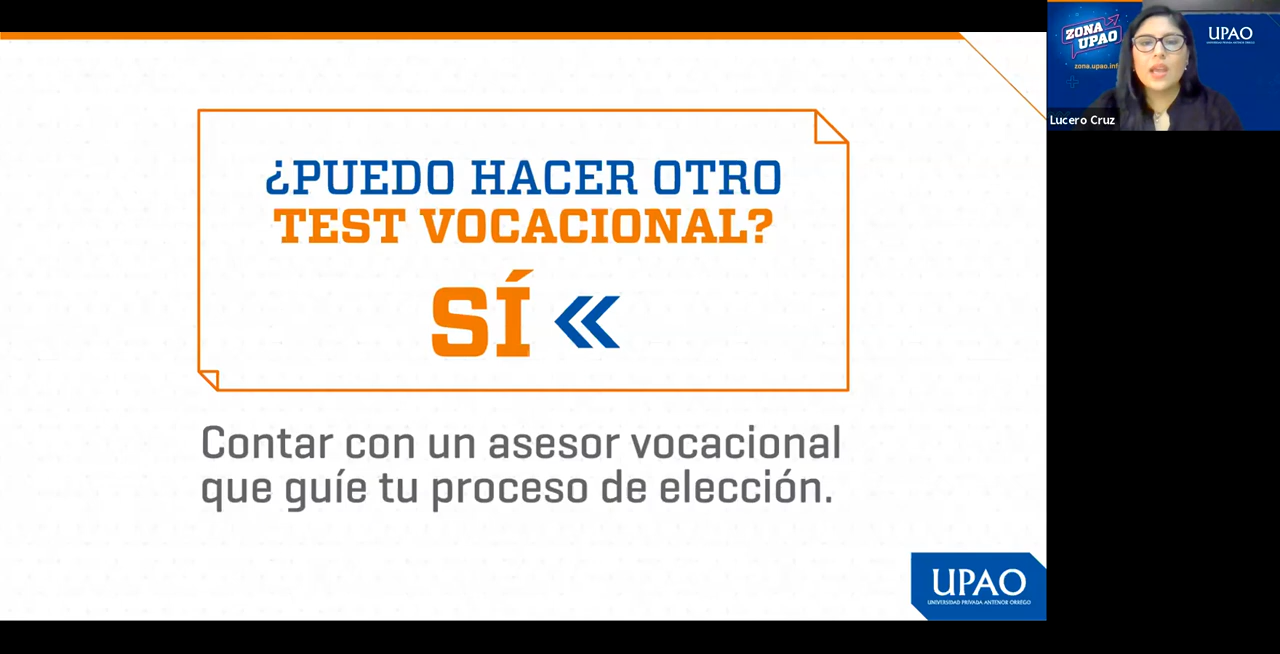 ¿PUEDO HACER OTRO
TEST VOCACIONAL?
SÍ «
Contar con un asesor vocacional
que guíe tu proceso de elección.
UPAO
UNIVERSIDAD PRIVADA ANTENOR ORREGO
ZONA
UPAO
zona.upao.inf
UPAO
Lucero Cruz